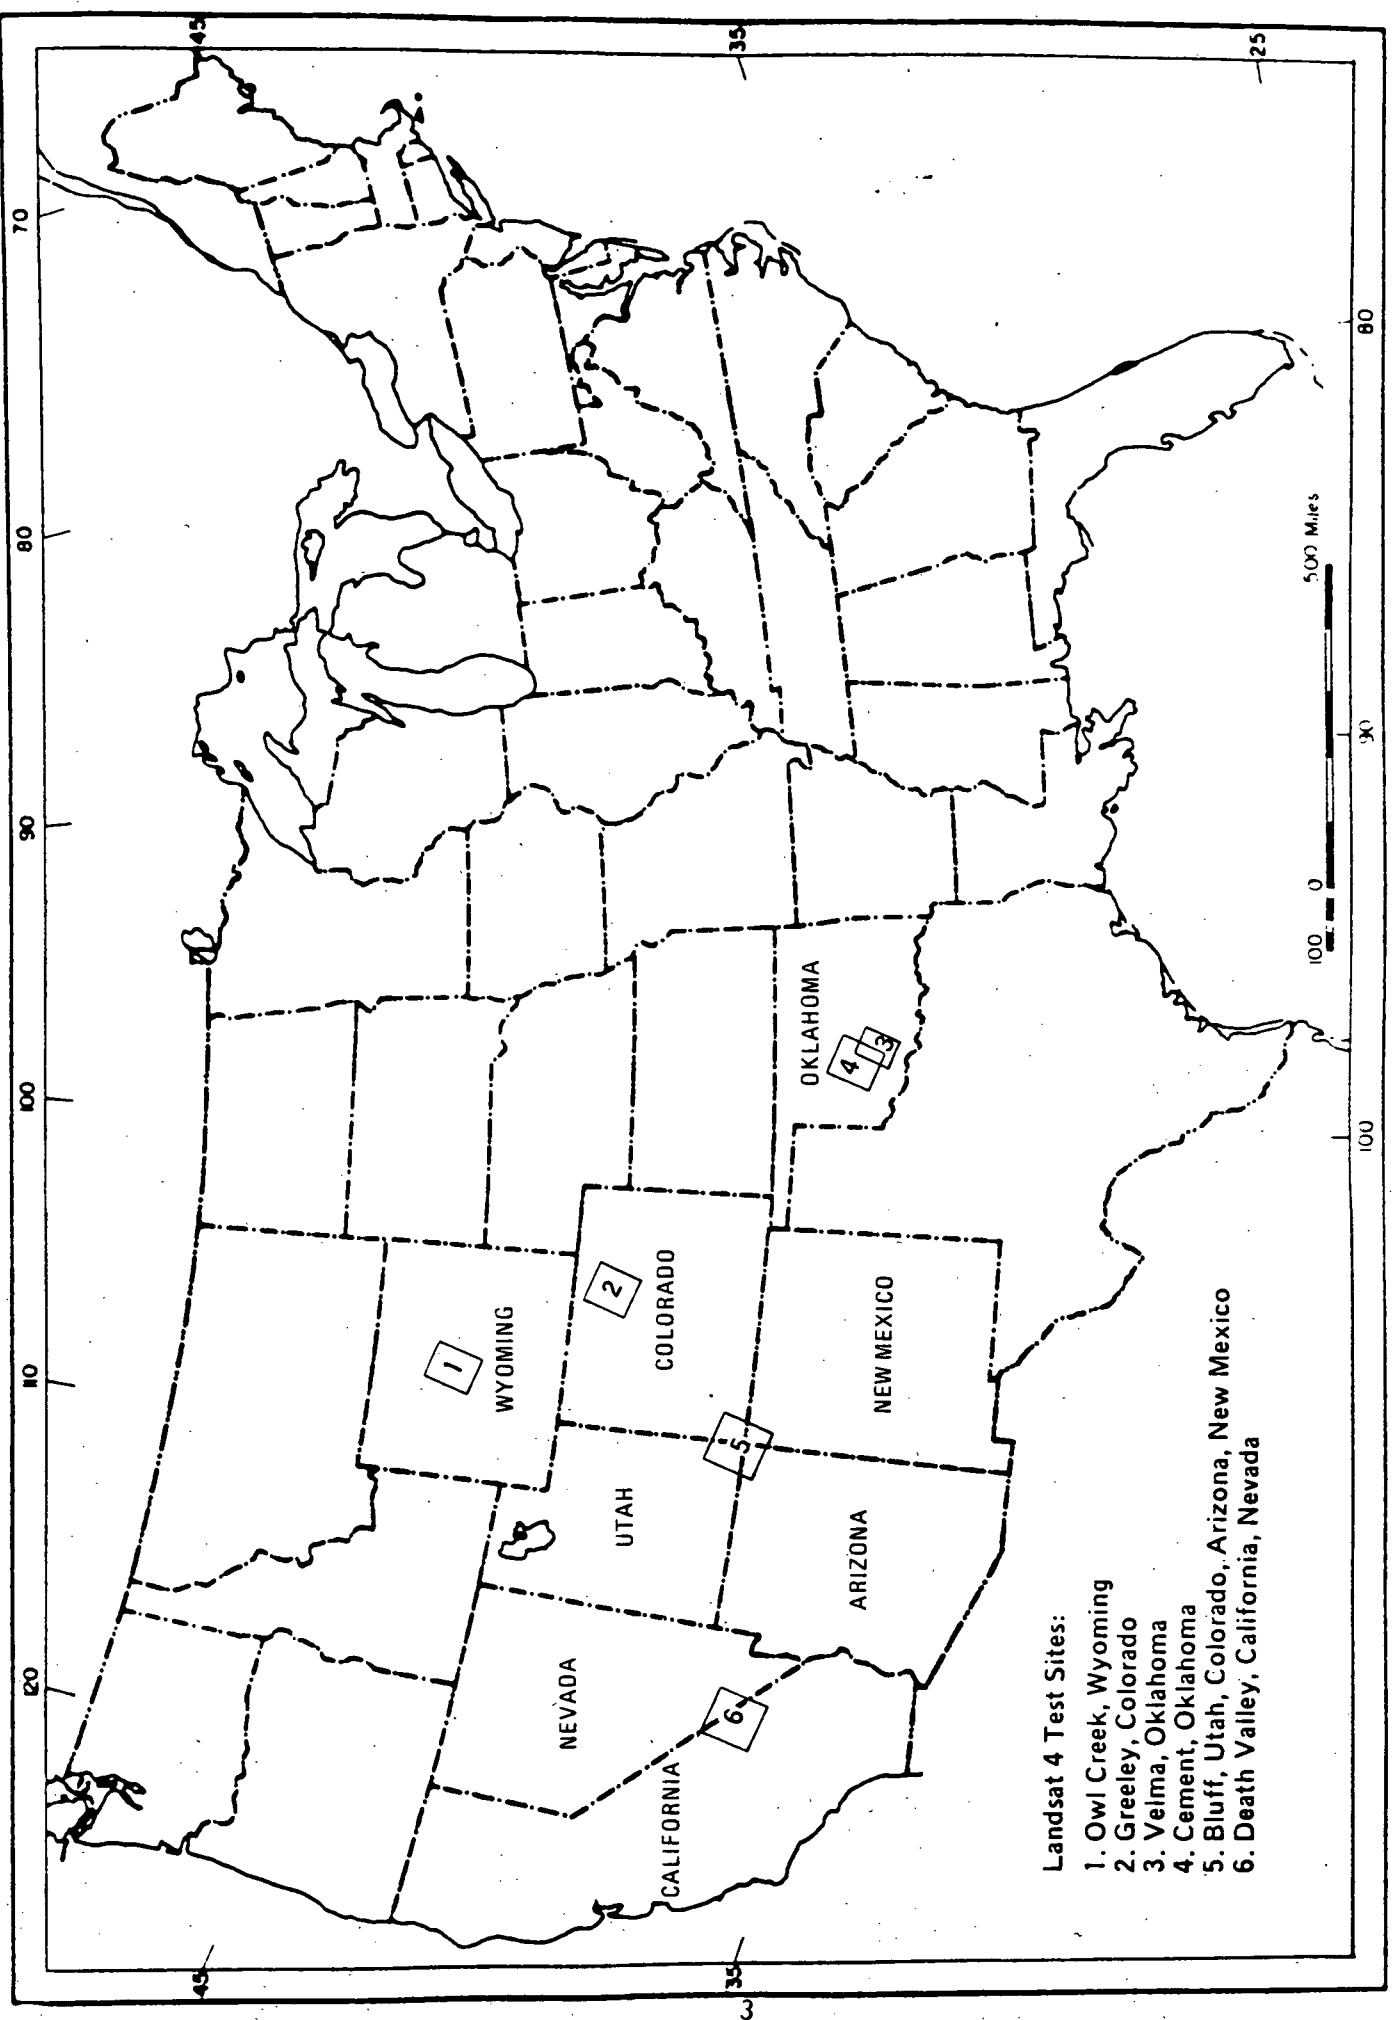 120
110
100
90
80
70
45
45
35
35
25
100
90
80
WYOMING
1
2
COLORADO
NEVADA
UTAH
CALIFORNIA
6
5
ARIZONA
NEW MEXICO
OKLAHOMA
4
3
Landsat 4 Test Sites:
1. Owl Creek, Wyoming
2. Greeley, Colorado
3. Velma, Oklahoma
4. Cement, Oklahoma
5. Bluff, Utah, Colorado, Arizona, New Mexico
6. Death Valley, California, Nevada
100 0 500 Miles
3